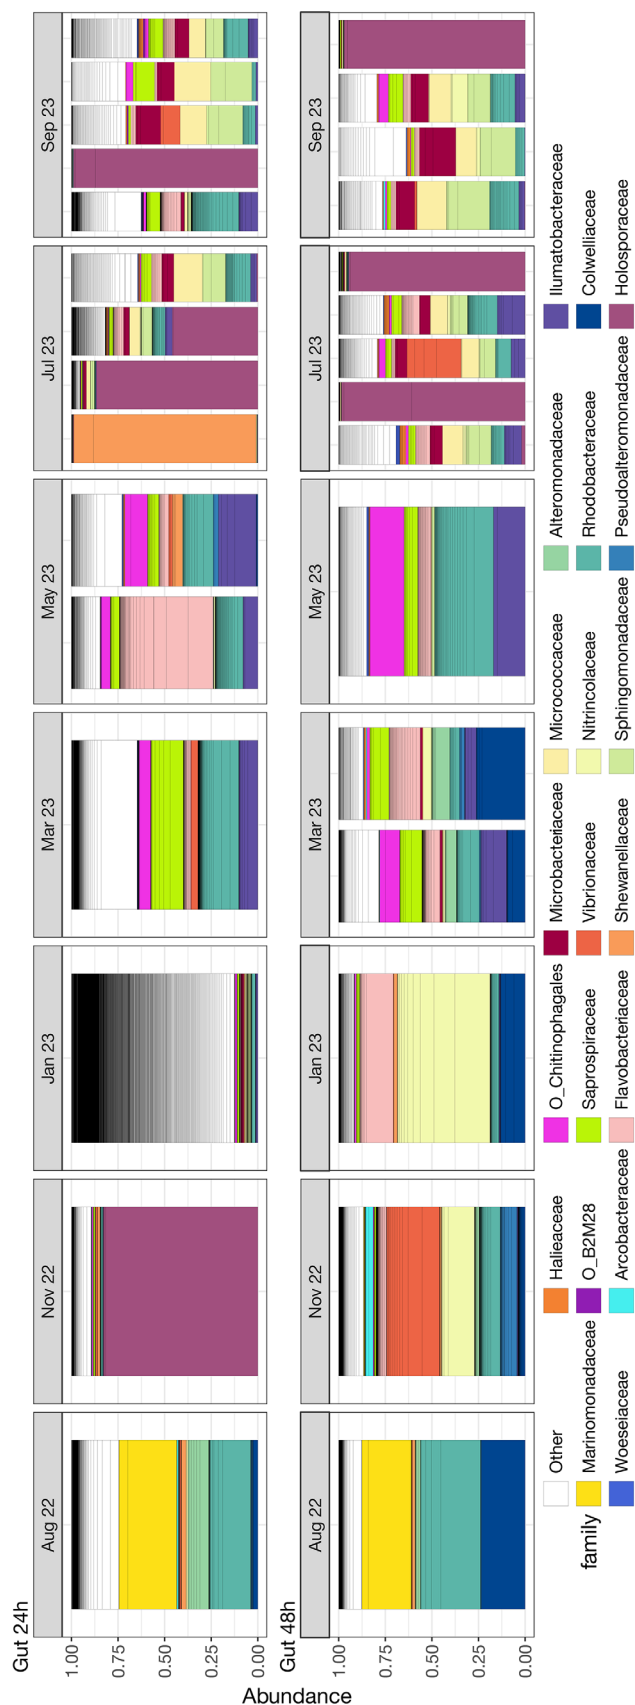 Gut 24h
Aug 22
Nov 22
Jan 23
Mar 23
May 23
Jul 23
Sep 23
1.00
0.75
0.50
0.25
0.00
Gut 48h
Aug 22
Nov 22
Jan 23
Mar 23
May 23
Jul 23
Sep 23
1.00
0.75
0.50
0.25
0.00
Abundance
family
Other
Marinomonadaceae
Woeseiaceae
Halieaceae
O_B2M28
Arcobacteraceae
O_Chitinophagales
Saprospiraceae
Flavobacteriaceae
Microbacteriaceae
Vibrionaceae
Shewanellaceae
Micrococcaceae
Nitrincolaceae
Sphingomonadaceae
Alteromonadaceae
Rhodobacteraceae
Pseudoalteromonadaceae
Ilumatobacteraceae
Colwelliaceae
Holosporaceae